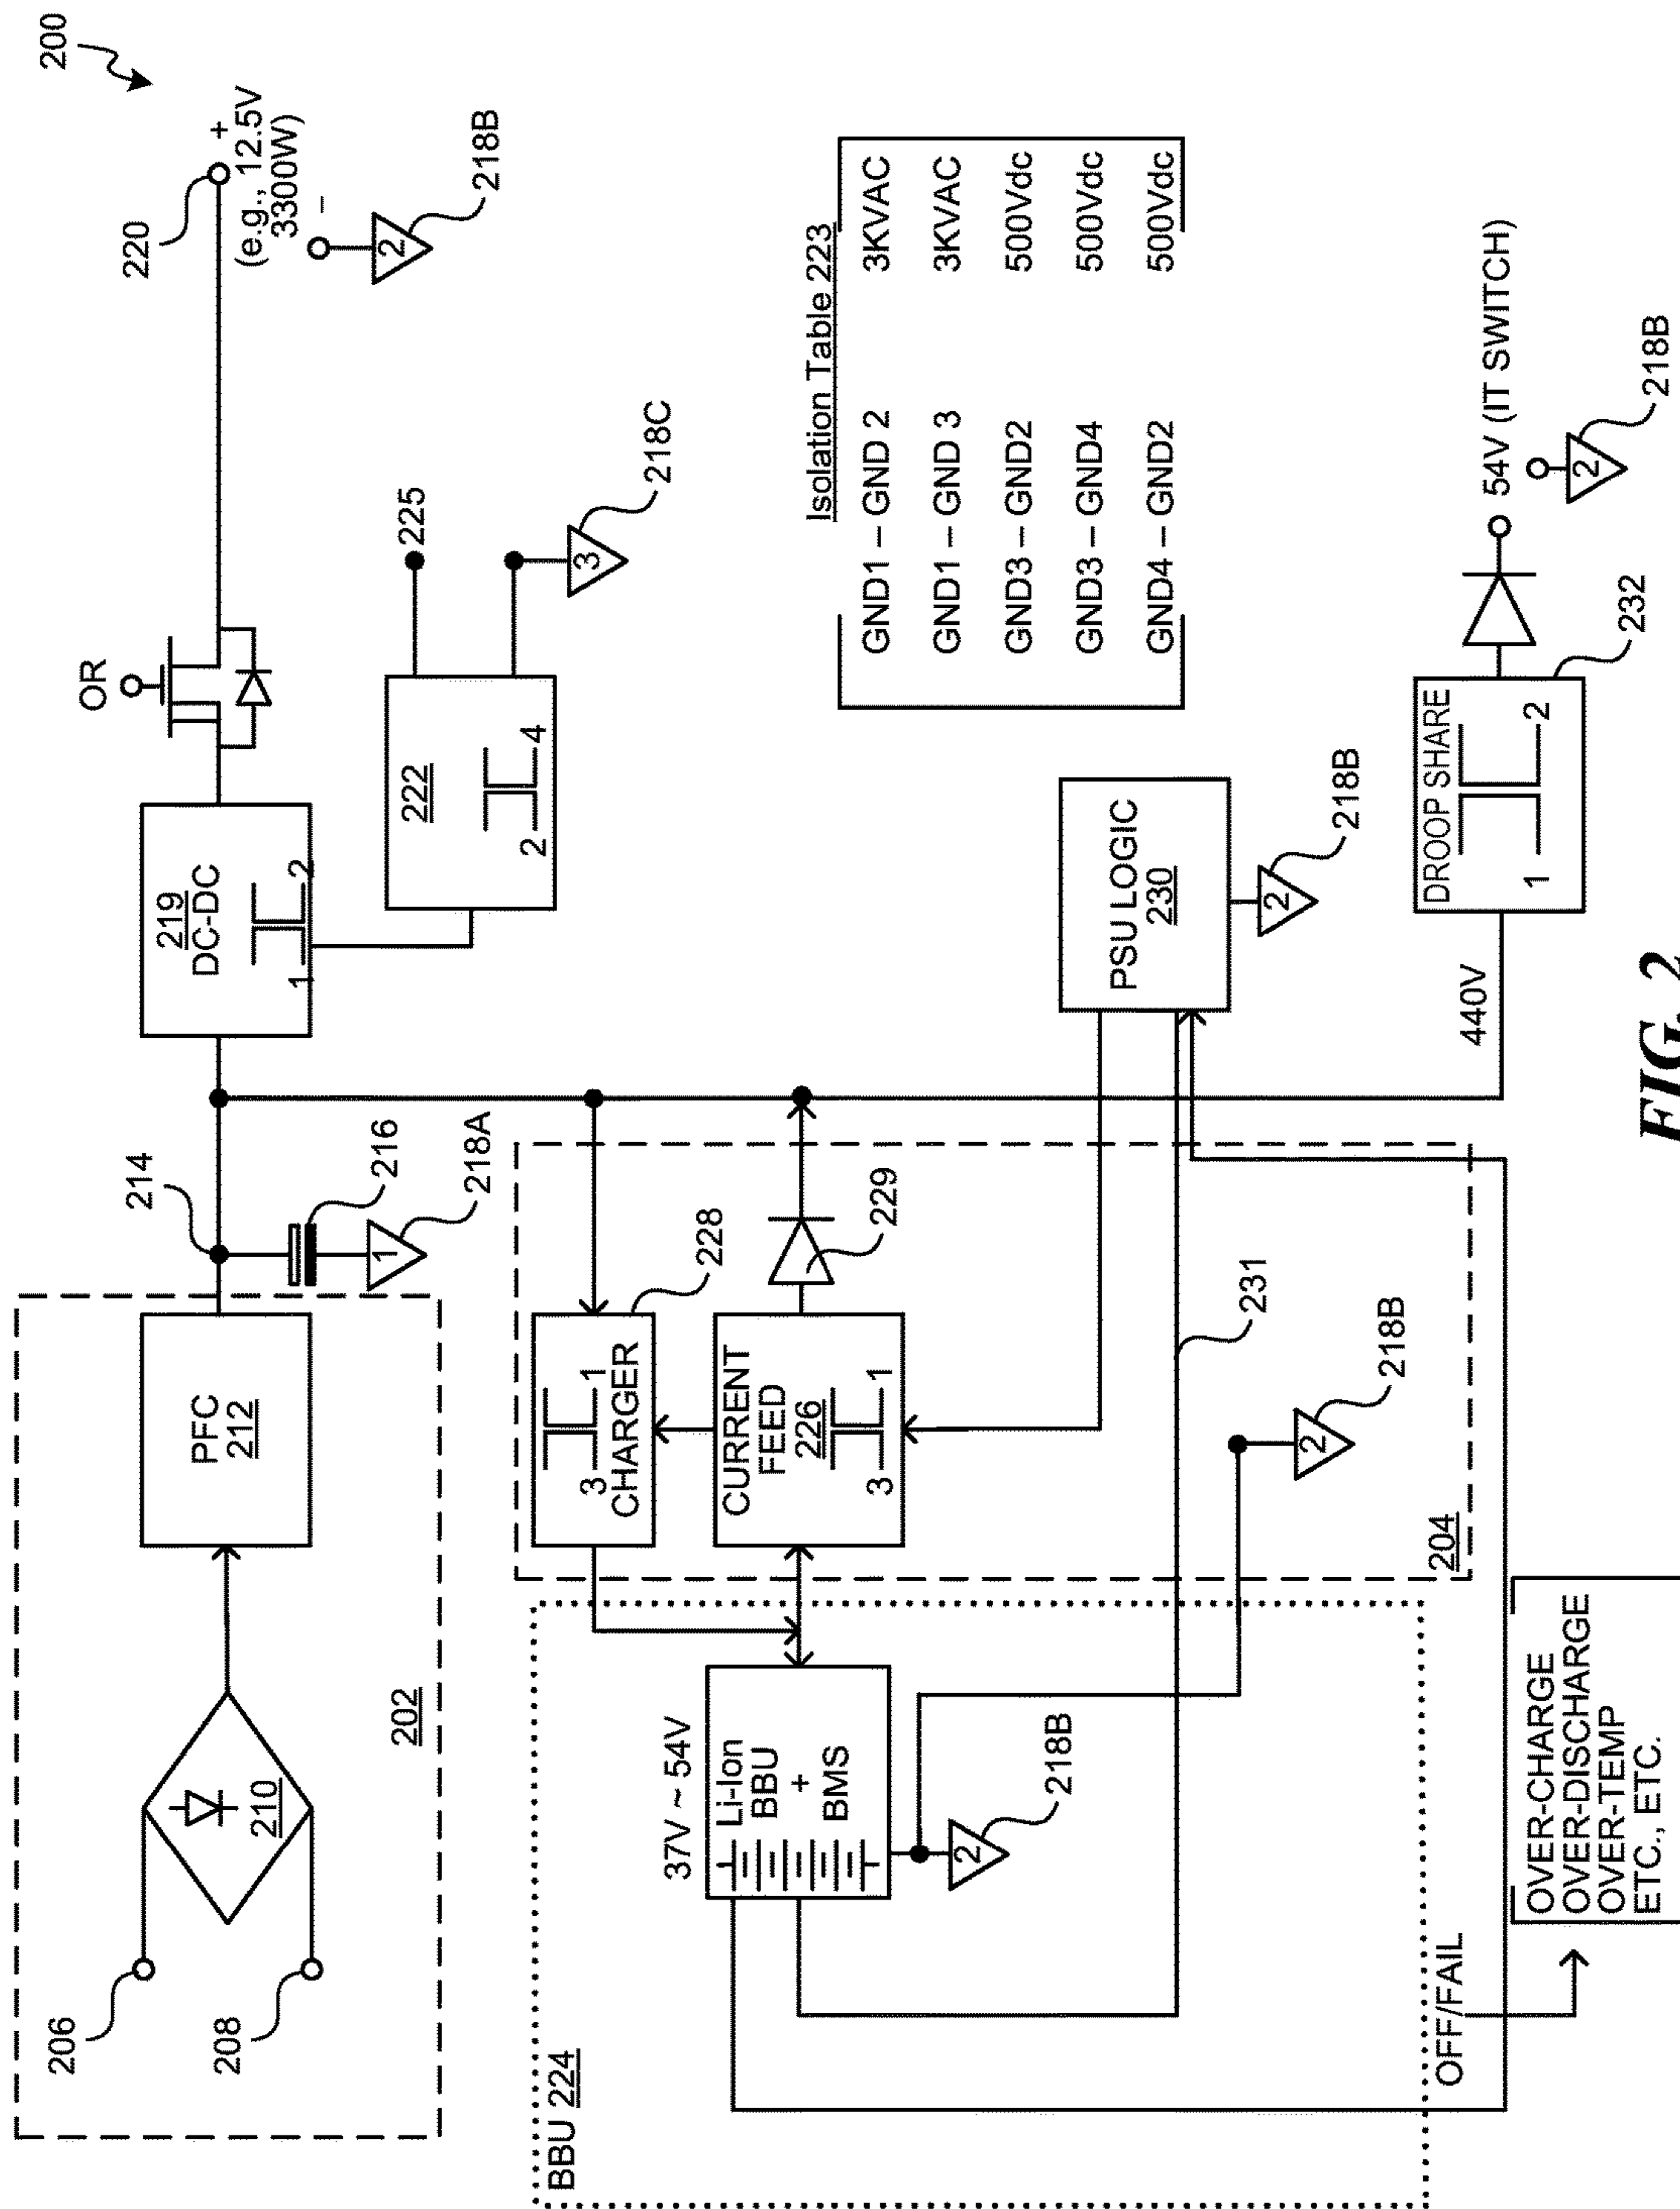 200
206
208
210
202
PFC
212
214
216
1
218A
219
DC-DC
1
2
OR
220
+
(e.g., 12.5V
3300W)
–
2
218B
222
2
4
225
3
218C
Isolation Table 223
GND1 – GND 2 3KVAC
GND1 – GND 3 3KVAC
GND3 – GND2 500Vdc
GND3 – GND4 500Vdc
GND4 – GND2 500Vdc
BBU 224
37V ~ 54V
Li-Ion
BBU
+
BMS
2
218B
3
1
CHARGER
228
CURRENT
FEED
226
3
1
229
231
2
218B
204
PSU LOGIC
230
2
218B
440V
DROOP SHARE
1
2
232
54V (IT SWITCH)
2
218B
OFF/FAIL
OVER-CHARGE
OVER-DISCHARGE
OVER-TEMP
ETC., ETC.
FIG. 2